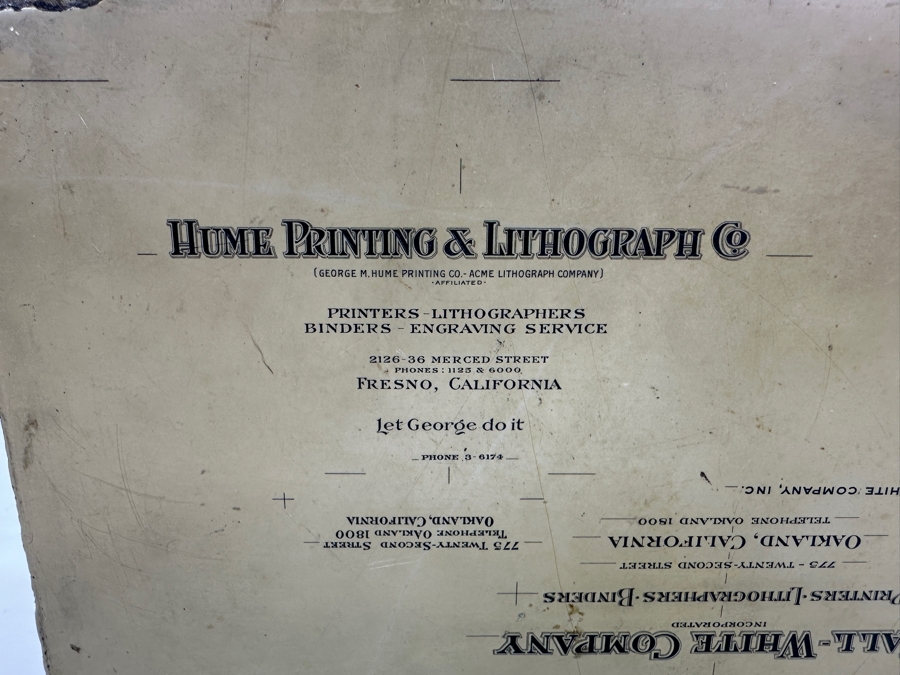 HUME PRINTING & LITHOGRAPH CO
(GEORGE M. HUME PRINTING CO. - ACME LITHOGRAPH COMPANY)
·AFFILIATED·
PRINTERS - LITHOGRAPHERS
BINDERS - ENGRAVING SERVICE
2126-36 MERCED STREET
PHONES: 1125 & 6000
FRESNO, CALIFORNIA
Let George do it
PHONE 3-6174
775 TWENTY-SECOND STREET
TELEPHONE OAKLAND 1800
OAKLAND, CALIFORNIA
ALL-WHITE COMPANY
INCORPORATED
PRINTERS·LITHOGRAPHERS·BINDERS
775 - TWENTY-SECOND STREET
OAKLAND, CALIFORNIA
TELEPHONE OAKLAND 1800
HITE COMPANY, INC.